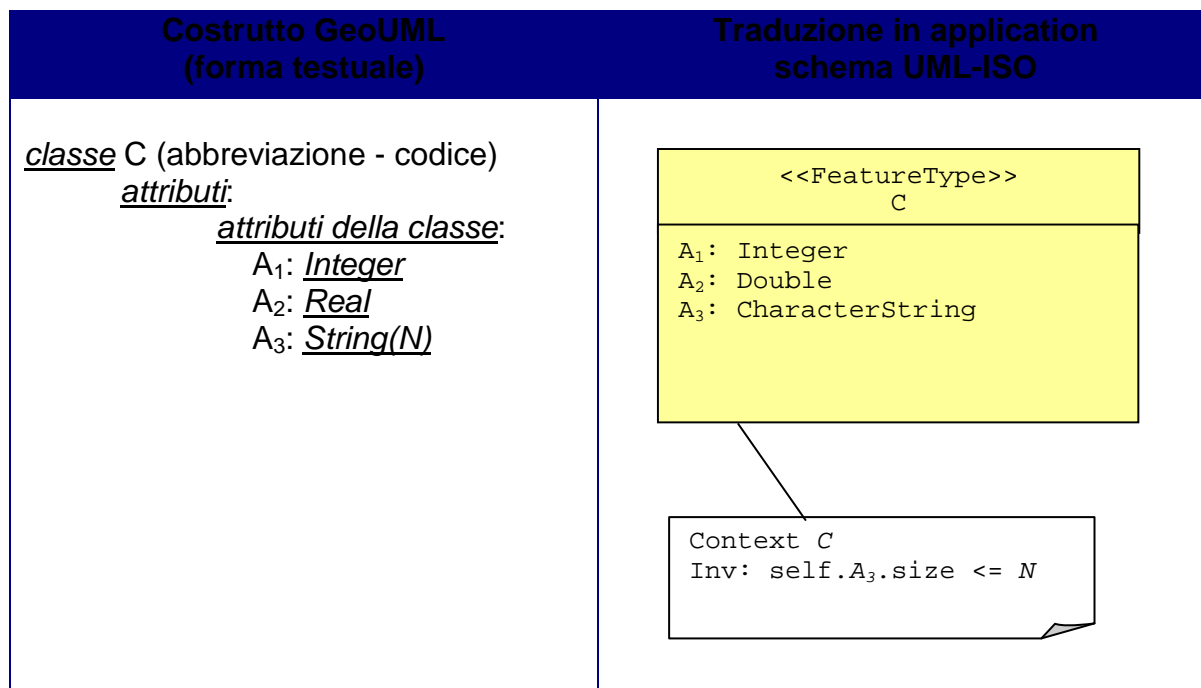 Costrutto GeoUML
(forma testuale)
Traduzione in application
schema UML-ISO
classe C (abbreviazione - codice)
attributi:
attributi della classe:
A₁: Integer
A₂: Real
A₃: String(N)
<<FeatureType>>
C
A₁: Integer
A₂: Double
A₃: CharacterString
Context C
Inv: self.A₃.size <= N